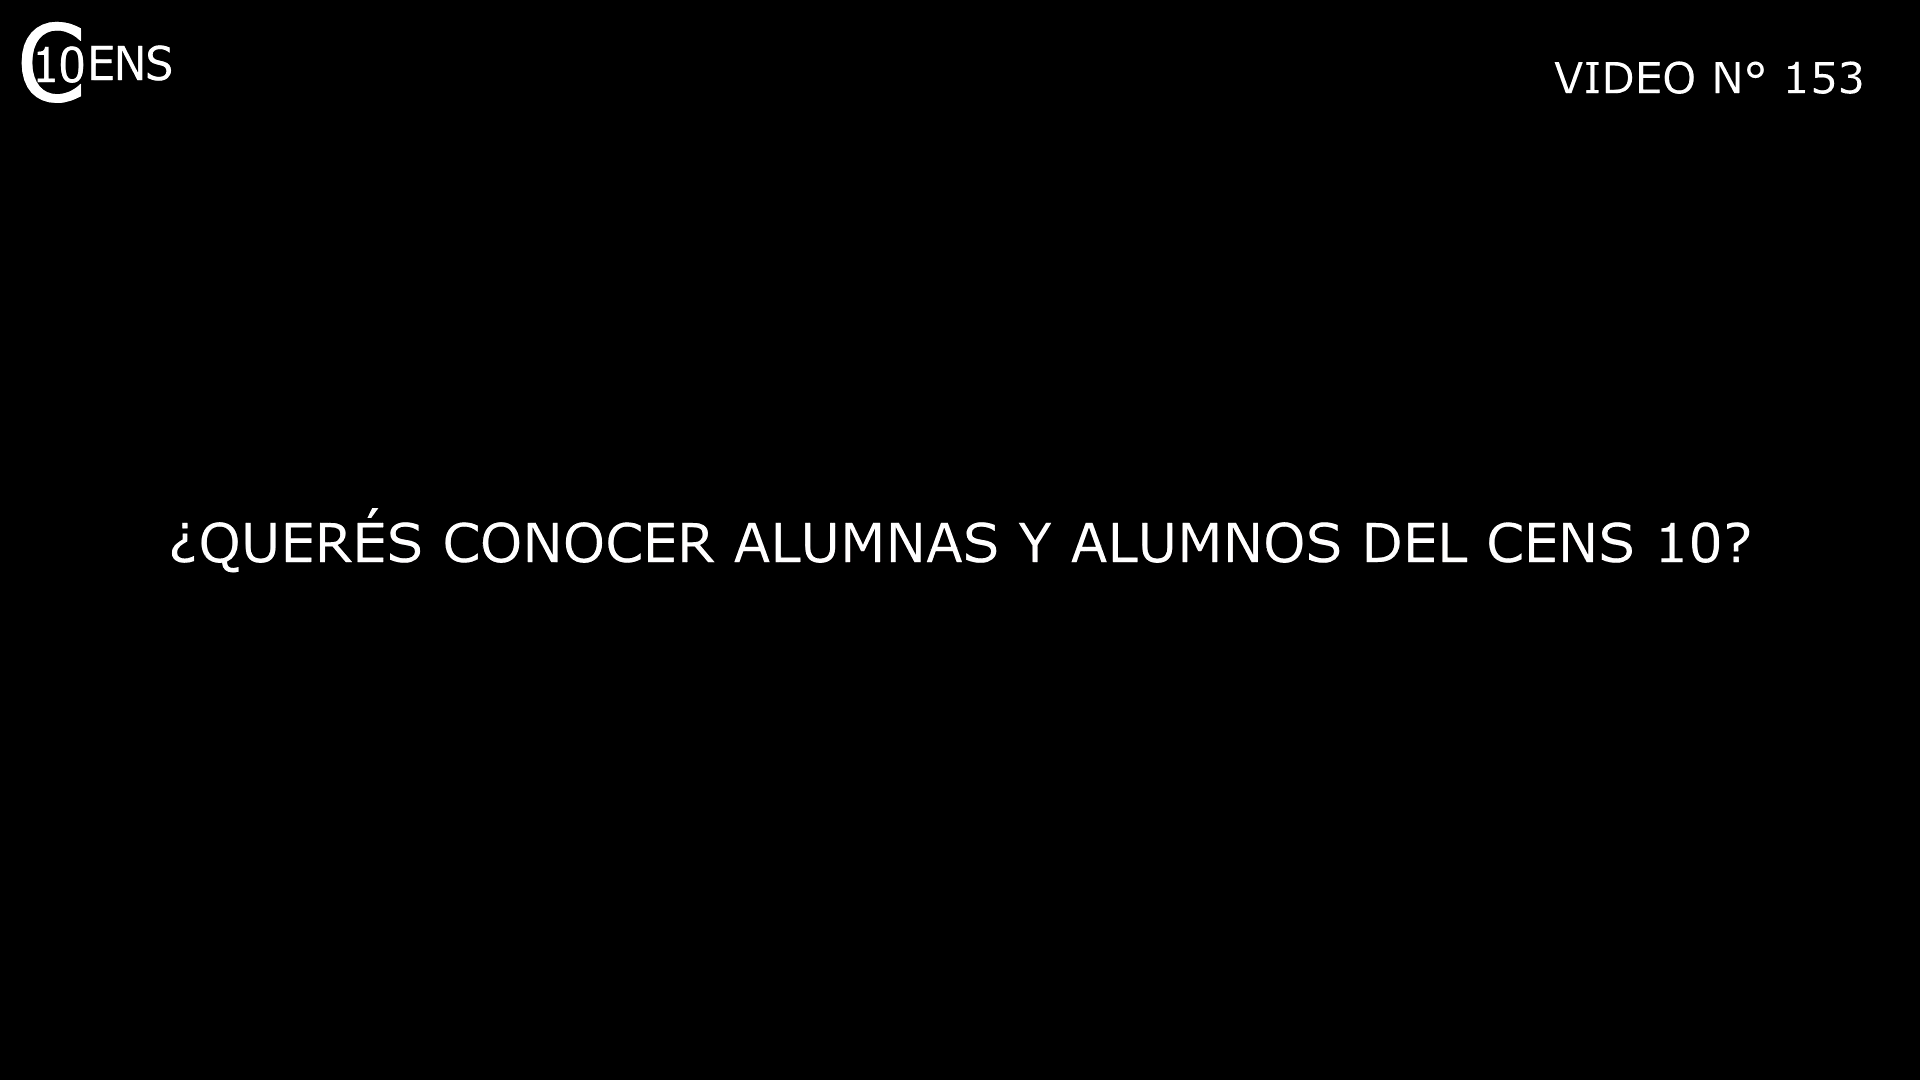 C10ENS
VIDEO N° 153
¿QUERÉS CONOCER ALUMNAS Y ALUMNOS DEL CENS 10?